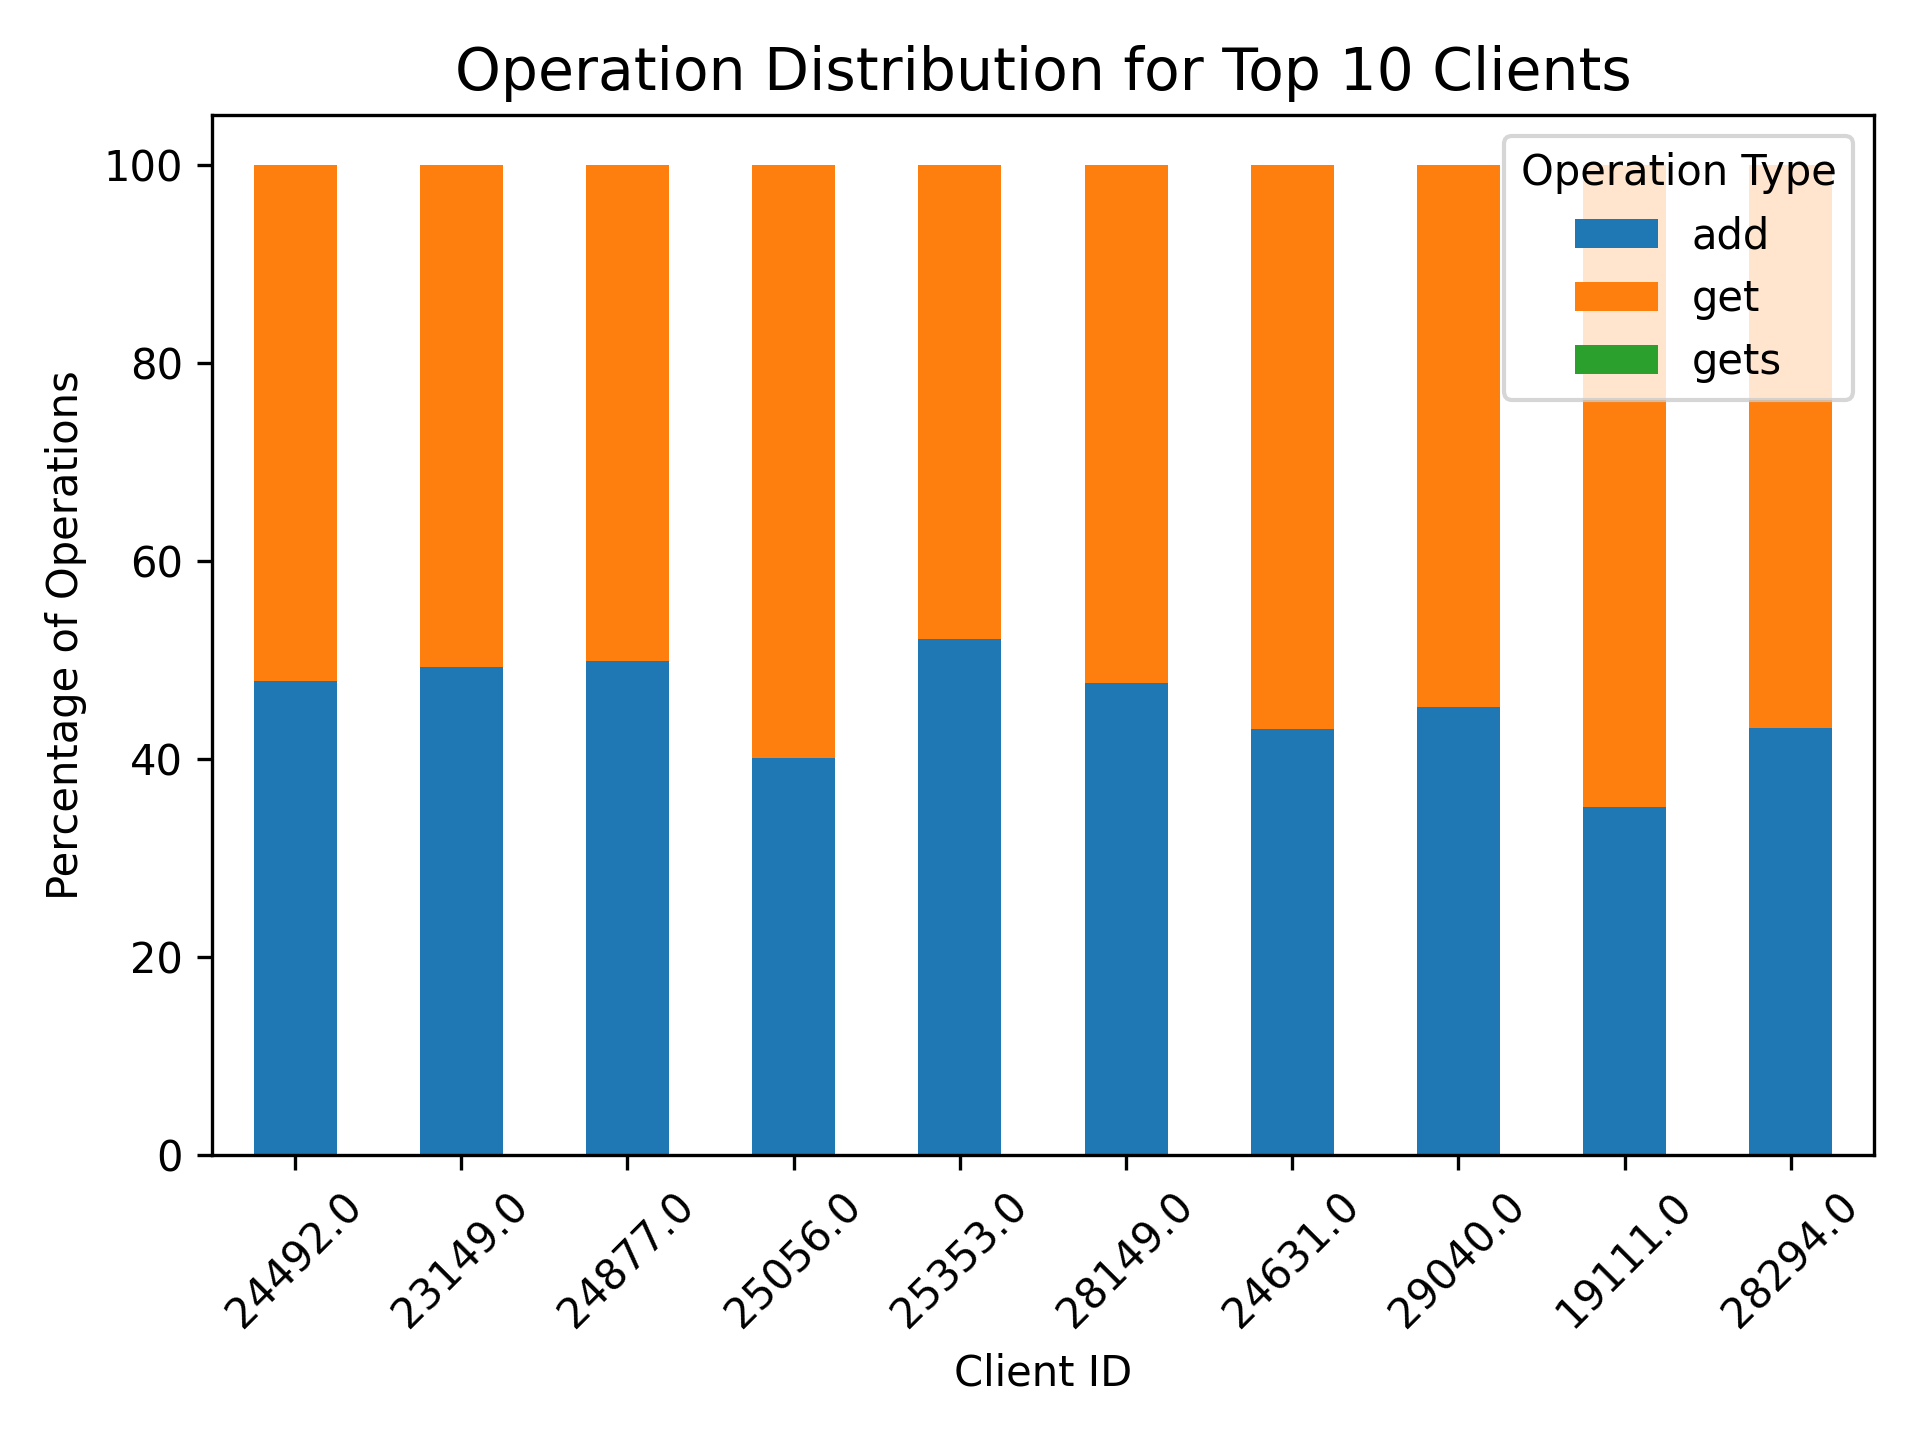 Operation Distribution for Top 10 Clients
Operation Type
add
get
gets
Percentage of Operations
100
80
60
40
20
0
24492.0
23149.0
24877.0
25056.0
25353.0
28149.0
24631.0
29040.0
19111.0
28294.0
Client ID